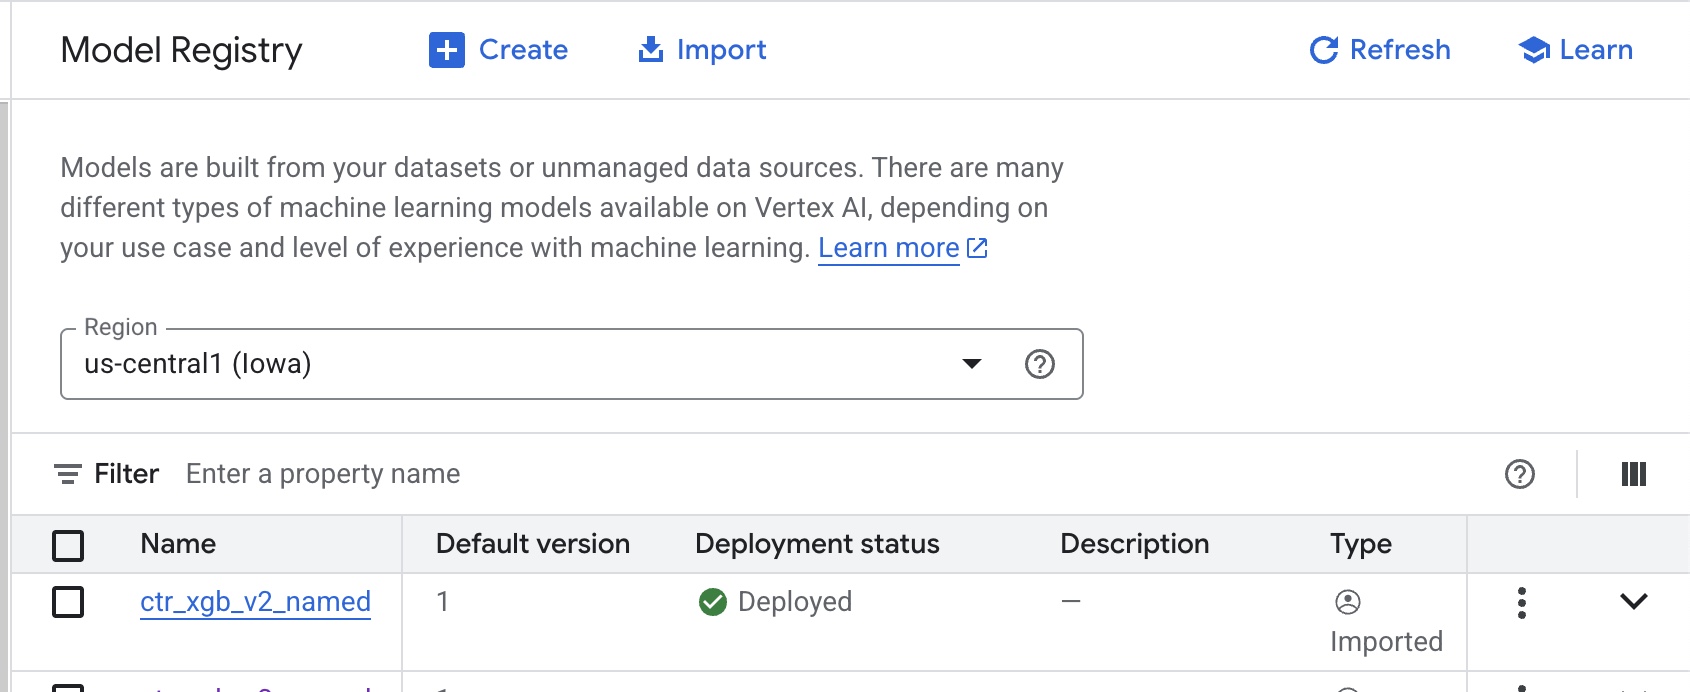 Model Registry
Create
Import
Refresh
Learn
Models are built from your datasets or unmanaged data sources. There are many
different types of machine learning models available on Vertex AI, depending on
your use case and level of experience with machine learning. Learn more
Region
us-central1 (Iowa)
Filter Enter a property name
Name Default version Deployment status Description Type
ctr_xgb_v2_named 1 Deployed — Imported